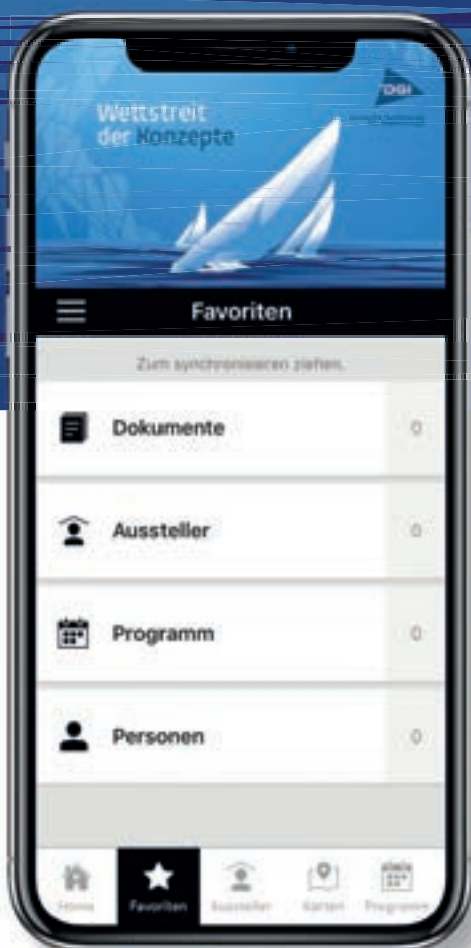 Wettstreit
der Konzepte
DGI
Favoriten
Zum synchronisieren ziehen.
Dokumente 0
Aussteller 0
Programm 0
Personen 0
Home Favoriten Aussteller Karten Programm